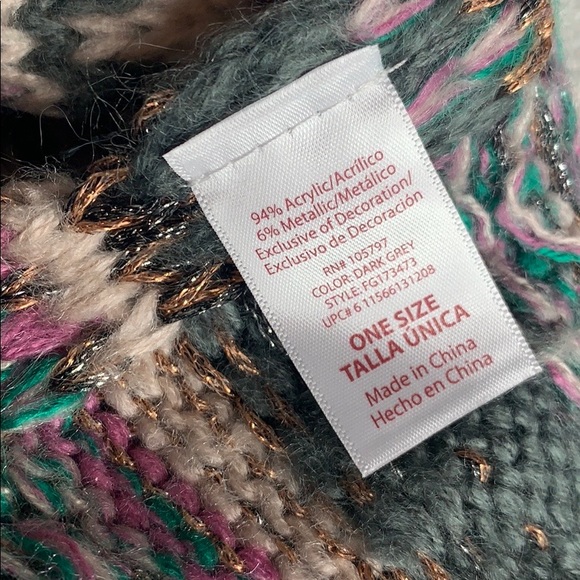 94% Acrylic/Acrílico
6% Metallic/Metálico
Exclusive of Decoration/
Exclusivo de Decoración
RN# 105797
COLOR:DARK GREY
STYLE: FG173473
UPC# 611566131208
ONE SIZE
TALLA ÚNICA
Made in China
Hecho en China